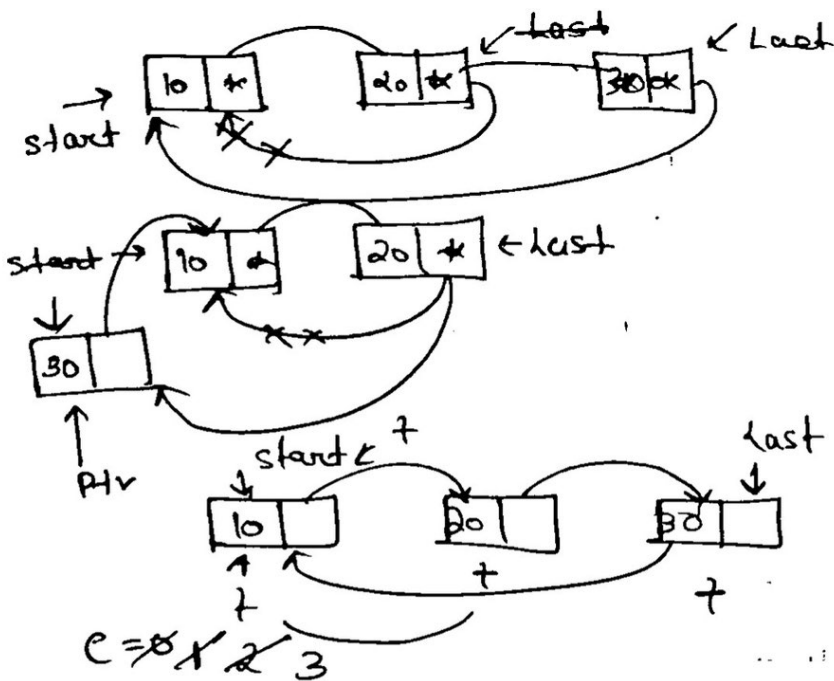 Last Last
10 * 20 * 30 *
start
start 10 * 20 * Last
30
Ptr
start t Last
10 20 30
t t t
C = 0 1 2 3